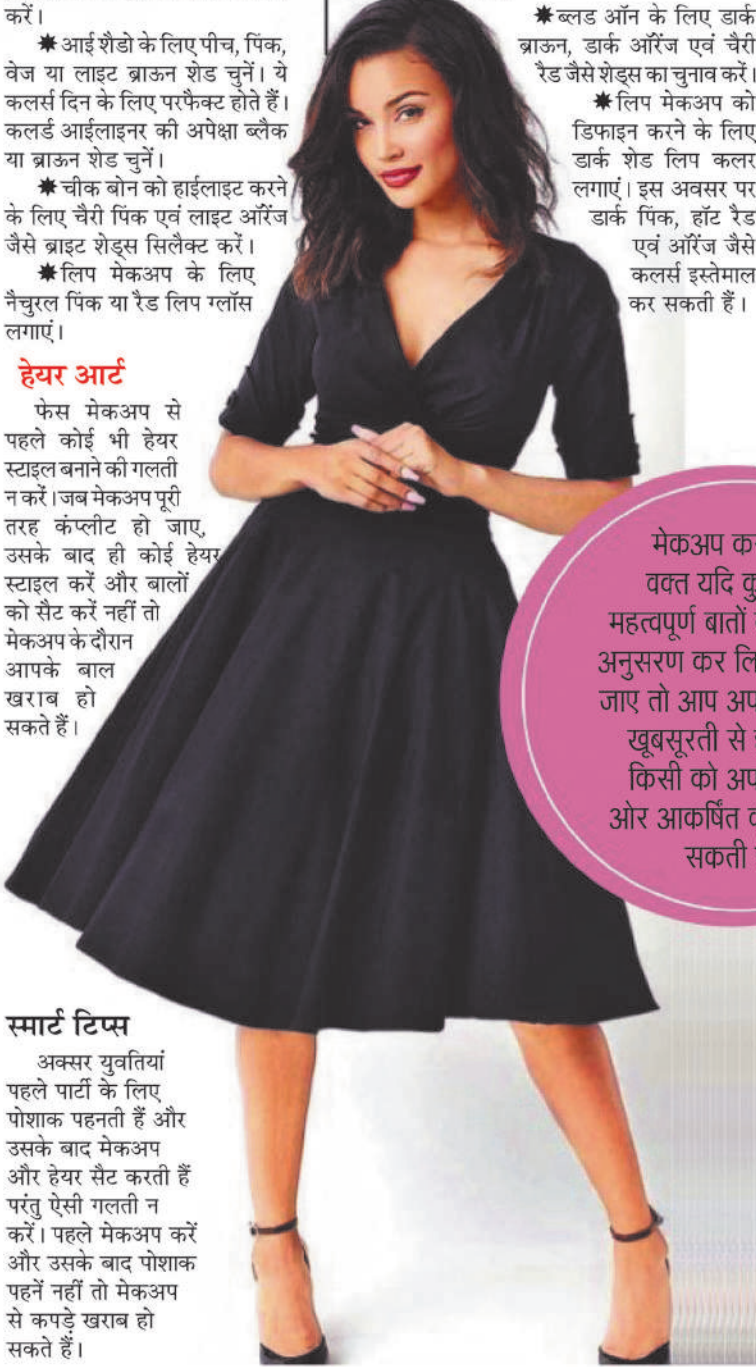 करें।
✷आई शैडो के लिए पीच, पिंक,
वेज या लाइट ब्राऊन शेड चुनें। ये
कलर्स दिन के लिए परफैक्ट होते हैं।
कलर्ड आईलाइनर की अपेक्षा ब्लैक
या ब्राऊन शेड चुनें।
✷चीक बोन को हाईलाइट करने
के लिए चैरी पिंक एवं लाइट ऑरेंज
जैसे ब्राइट शेड्स सिलैक्ट करें।
✷लिप मेकअप के लिए
नैचुरल पिंक या रैड लिप ग्लॉस
लगाएं।
हेयर आर्ट
फेस मेकअप से
पहले कोई भी हेयर
स्टाइल बनाने की गलती
न करें। जब मेकअप पूरी
तरह कंप्लीट हो जाए,
उसके बाद ही कोई हेयर
स्टाइल करें और बालों
को सैट करें नहीं तो
मेकअप के दौरान
आपके बाल
खराब हो
सकते हैं।
स्मार्ट टिप्स
अक्सर युवतियां
पहले पार्टी के लिए
पोशाक पहनती हैं और
उसके बाद मेकअप
और हेयर सैट करती हैं
परंतु ऐसी गलती न
करें। पहले मेकअप करें
और उसके बाद पोशाक
पहनें नहीं तो मेकअप
से कपड़े खराब हो
सकते हैं।
✷ब्लड ऑन के लिए डार्क
ब्राऊन, डार्क ऑरेंज एवं चैरी
रैड जैसे शेड्स का चुनाव करें।
✷लिप मेकअप को
डिफाइन करने के लिए
डार्क शेड लिप कलर
लगाएं। इस अवसर पर
डार्क पिंक, हॉट रैड
एवं ऑरेंज जैसे
कलर्स इस्तेमाल
कर सकती हैं।
मेकअप
वक्त यदि
महत्वपूर्ण बातों
अनुसरण कर
जाए तो आप
खूबसूरती से
किसी को
ओर आकर्षित
सकती